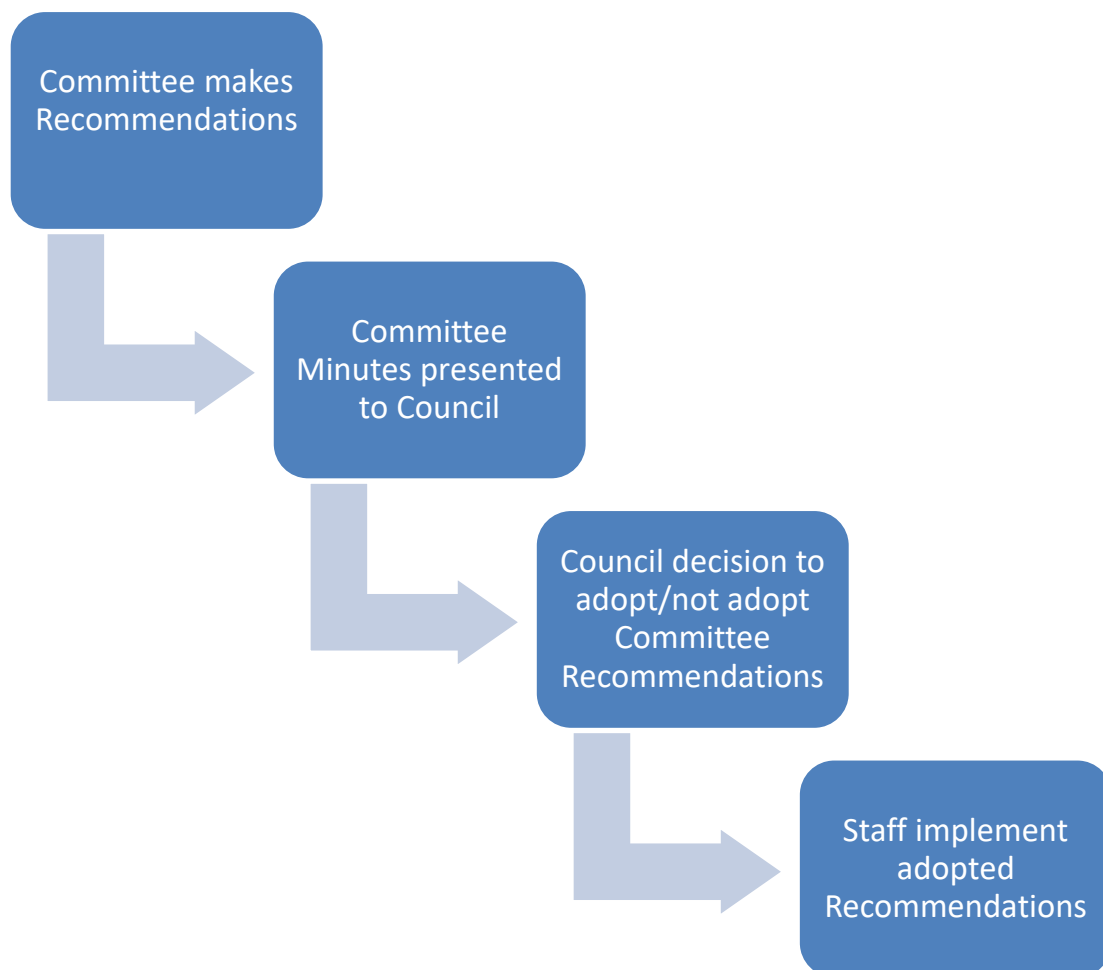 Committee makes
Recommendations
Committee
Minutes presented
to Council
Council decision to
adopt/not adopt
Committee
Recommendations
Staff implement
adopted
Recommendations